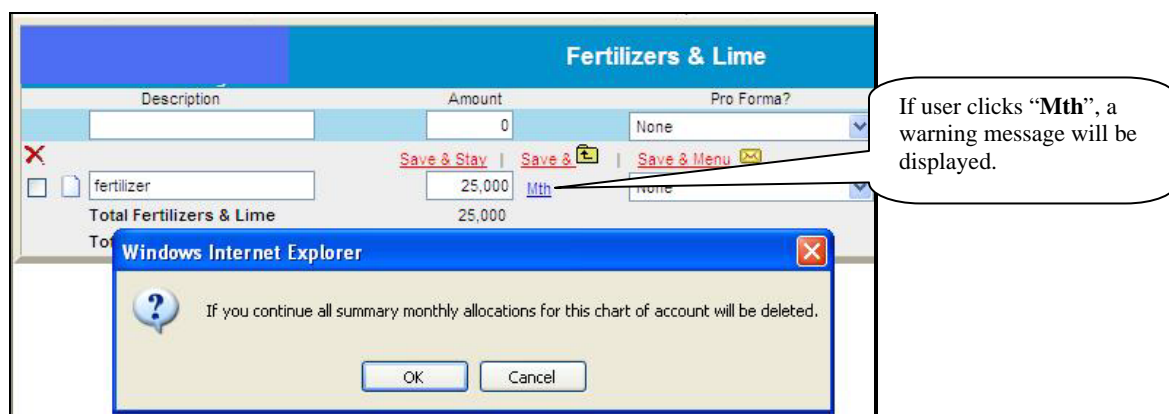 Fertilizers & Lime
Description Amount Pro Forma?
0 None
Save & Stay | Save & | Save & Menu
fertilizer 25,000 Mth None
Total Fertilizers & Lime 25,000
If user clicks “Mth”, a
warning message will be
displayed.
Windows Internet Explorer
If you continue all summary monthly allocations for this chart of account will be deleted.
OK Cancel